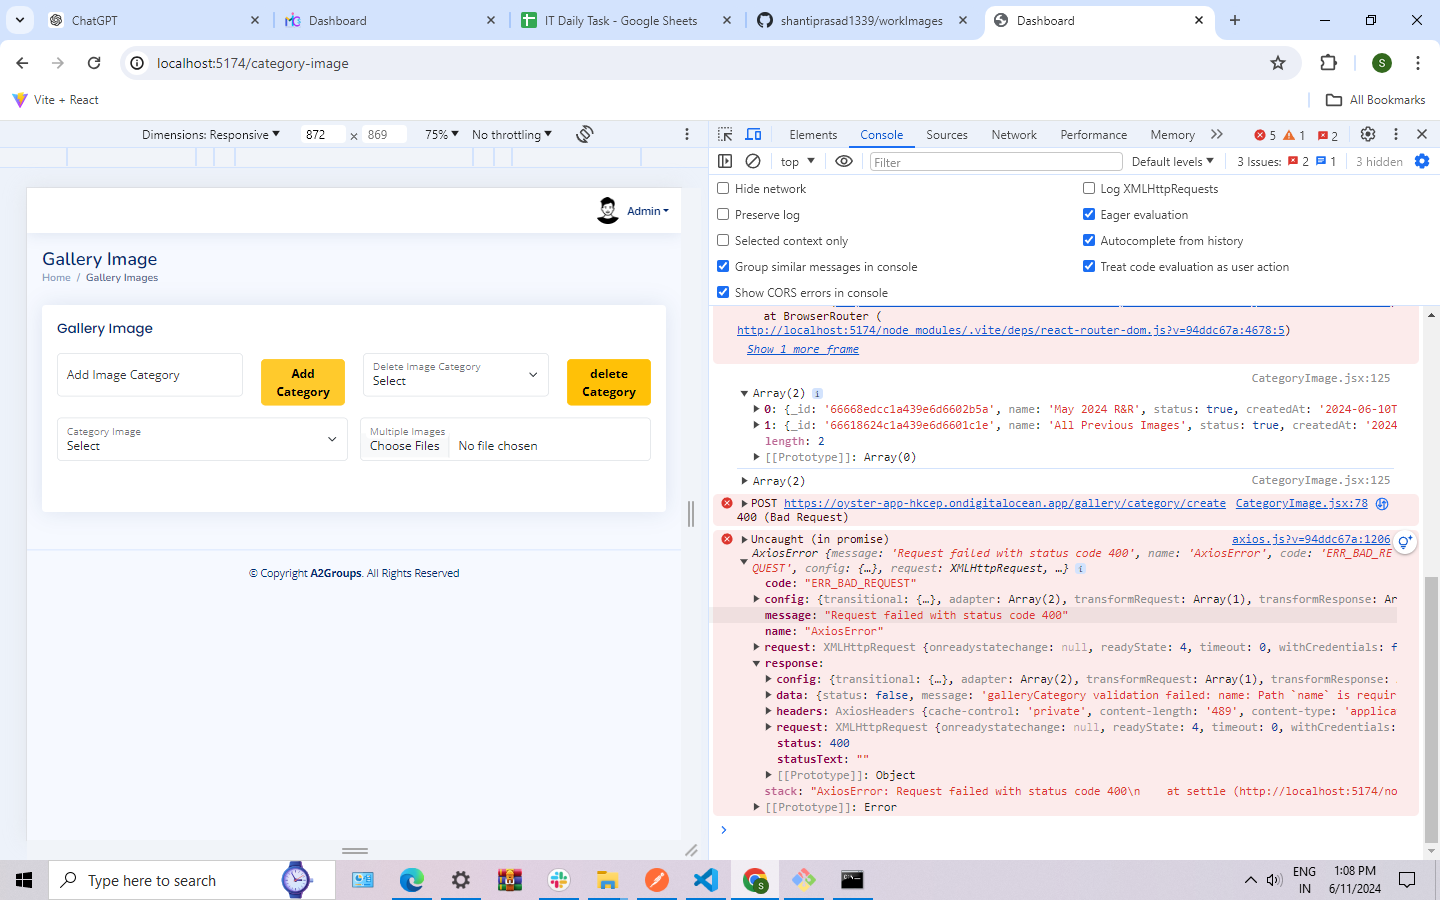 ChatGPT
Dashboard
IT Daily Task - Google Sheets
shantiprasad1339/workImages
Dashboard
localhost:5174/category-image
S
Vite + React
All Bookmarks
Dimensions: Responsive 872 × 869 75% No throttling
Elements Console Sources Network Performance Memory 5 1 2
top Filter Default levels 3 Issues: 2 1 3 hidden
Hide network
Log XMLHttpRequests
Preserve log
Eager evaluation
Selected context only
Autocomplete from history
Group similar messages in console
Treat code evaluation as user action
Show CORS errors in console
Admin
Gallery Image
Home / Gallery Images
Gallery Image
Add Image Category
Add Category
Delete Image Category
Select
delete Category
Category Image
Select
Multiple Images
Choose Files No file chosen
© Copyright A2Groups. All Rights Reserved
at BrowserRouter (
http://localhost:5174/node_modules/.vite/deps/react-router-dom.js?v=94ddc67a:4678:5)
Show 1 more frame
CategoryImage.jsx:125
Array(2) i
0: {_id: '66668edcc1a439e6d6602b5a', name: 'May 2024 R&R', status: true, createdAt: '2024-06-10T
1: {_id: '66618624c1a439e6d6601c1e', name: 'All Previous Images', status: true, createdAt: '2024
length: 2
[[Prototype]]: Array(0)
Array(2) CategoryImage.jsx:125
POST https://oyster-app-hkcep.ondigitalocean.app/gallery/category/create CategoryImage.jsx:78
400 (Bad Request)
Uncaught (in promise) axios.js?v=94ddc67a:1206
AxiosError {message: 'Request failed with status code 400', name: 'AxiosError', code: 'ERR_BAD_RE
QUEST', config: {…}, request: XMLHttpRequest, …} i
code: "ERR_BAD_REQUEST"
config: {transitional: {…}, adapter: Array(2), transformRequest: Array(1), transformResponse: Ar
message: "Request failed with status code 400"
name: "AxiosError"
request: XMLHttpRequest {onreadystatechange: null, readyState: 4, timeout: 0, withCredentials: f
response:
config: {transitional: {…}, adapter: Array(2), transformRequest: Array(1), transformResponse:
data: {status: false, message: 'galleryCategory validation failed: name: Path `name` is requir
headers: AxiosHeaders {cache-control: 'private', content-length: '489', content-type: 'applica
request: XMLHttpRequest {onreadystatechange: null, readyState: 4, timeout: 0, withCredentials:
status: 400
statusText: ""
[[Prototype]]: Object
stack: "AxiosError: Request failed with status code 400\n at settle (http://localhost:5174/no
[[Prototype]]: Error
Type here to search
ENG
IN
1:08 PM
6/11/2024